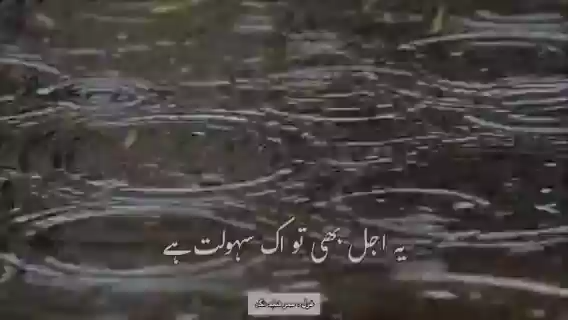 یہ اجل بھی تو اک سہولت ہے